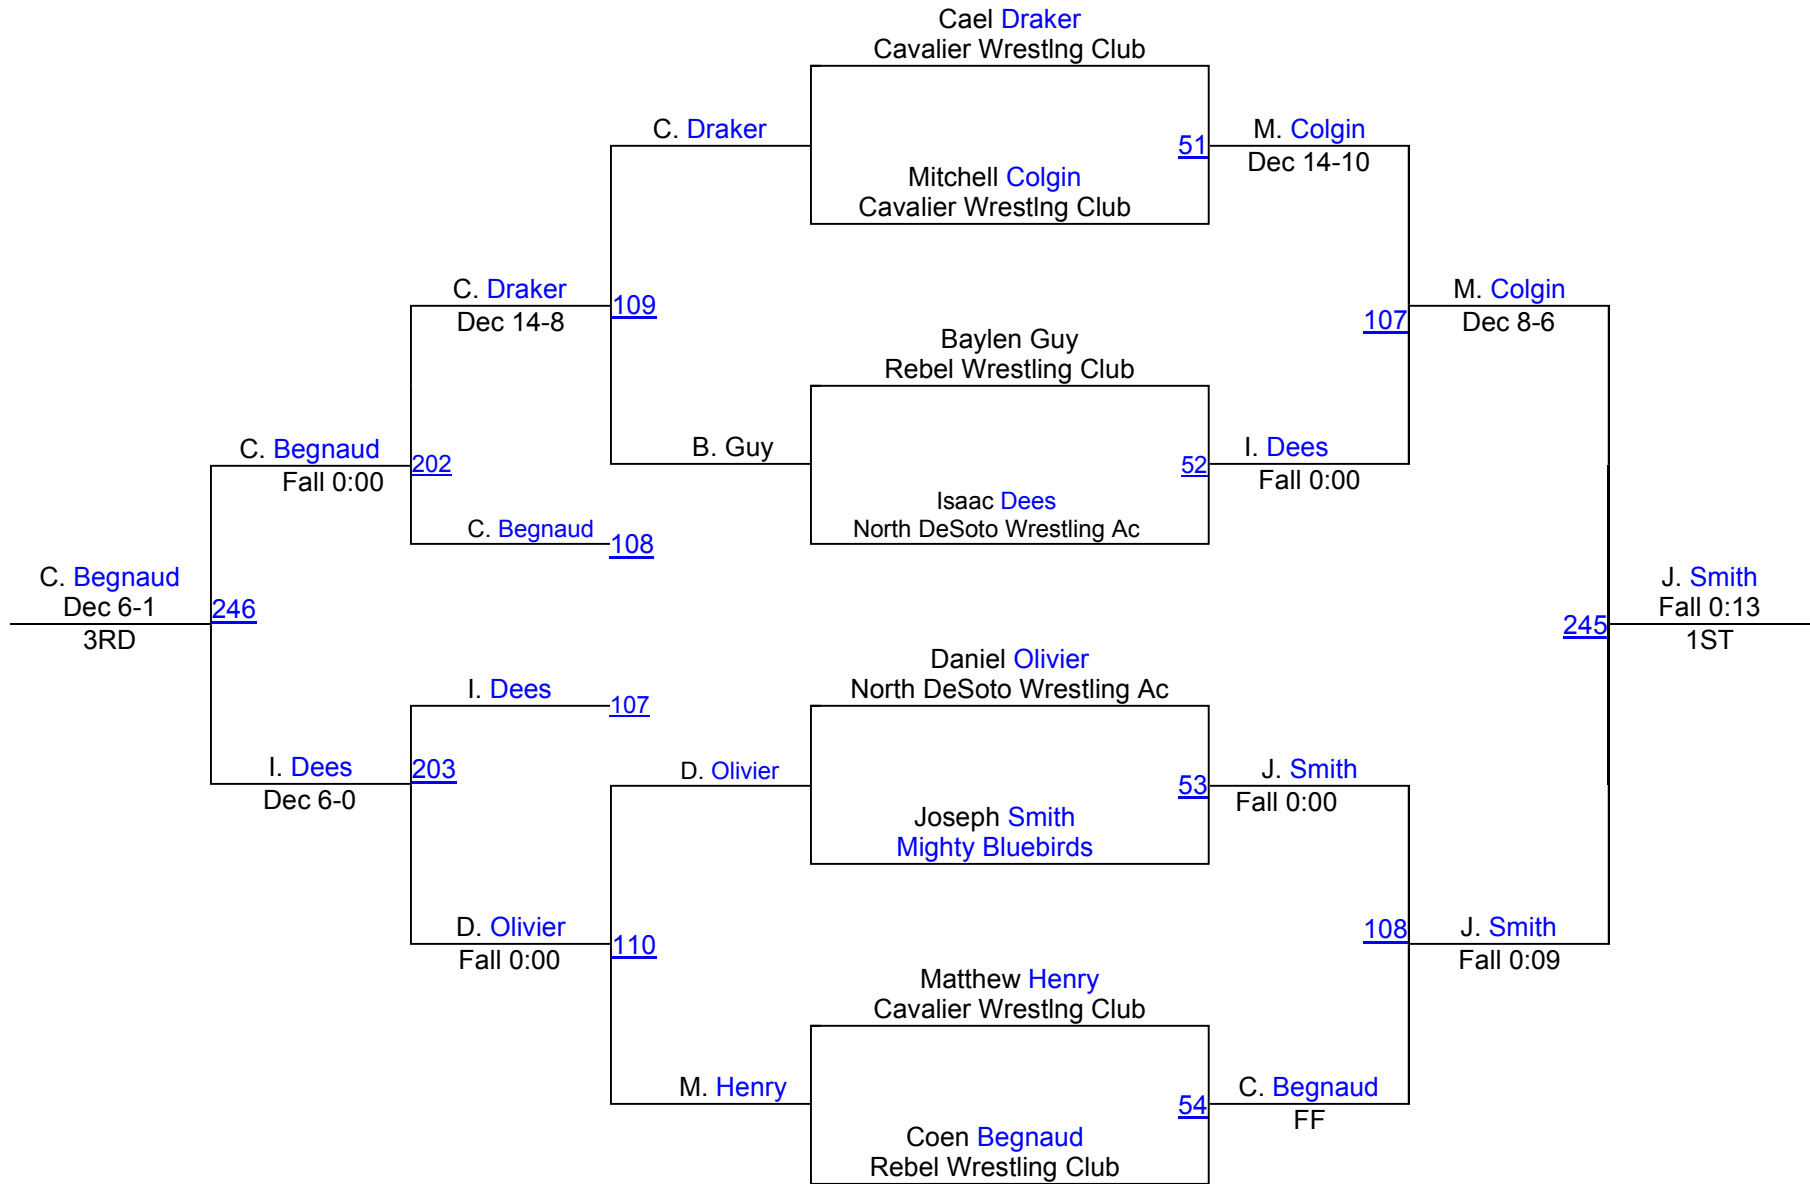 Cael Draker
Cavalier Wrestlng Club
C. Draker
51
M. Colgin
Dec 14-10
Mitchell Colgin
Cavalier Wrestlng Club
C. Draker
Dec 14-8
109
107
M. Colgin
Dec 8-6
Baylen Guy
Rebel Wrestling Club
C. Begnaud
Fall 0:00
202
B. Guy
52
I. Dees
Fall 0:00
Isaac Dees
North DeSoto Wrestling Ac
C. Begnaud
108
C. Begnaud
Dec 6-1
3RD
246
245
J. Smith
Fall 0:13
1ST
Daniel Olivier
North DeSoto Wrestling Ac
I. Dees
107
I. Dees
Dec 6-0
203
D. Olivier
53
J. Smith
Fall 0:00
Joseph Smith
Mighty Bluebirds
D. Olivier
Fall 0:00
110
108
J. Smith
Fall 0:09
Matthew Henry
Cavalier Wrestlng Club
M. Henry
54
C. Begnaud
FF
Coen Begnaud
Rebel Wrestling Club